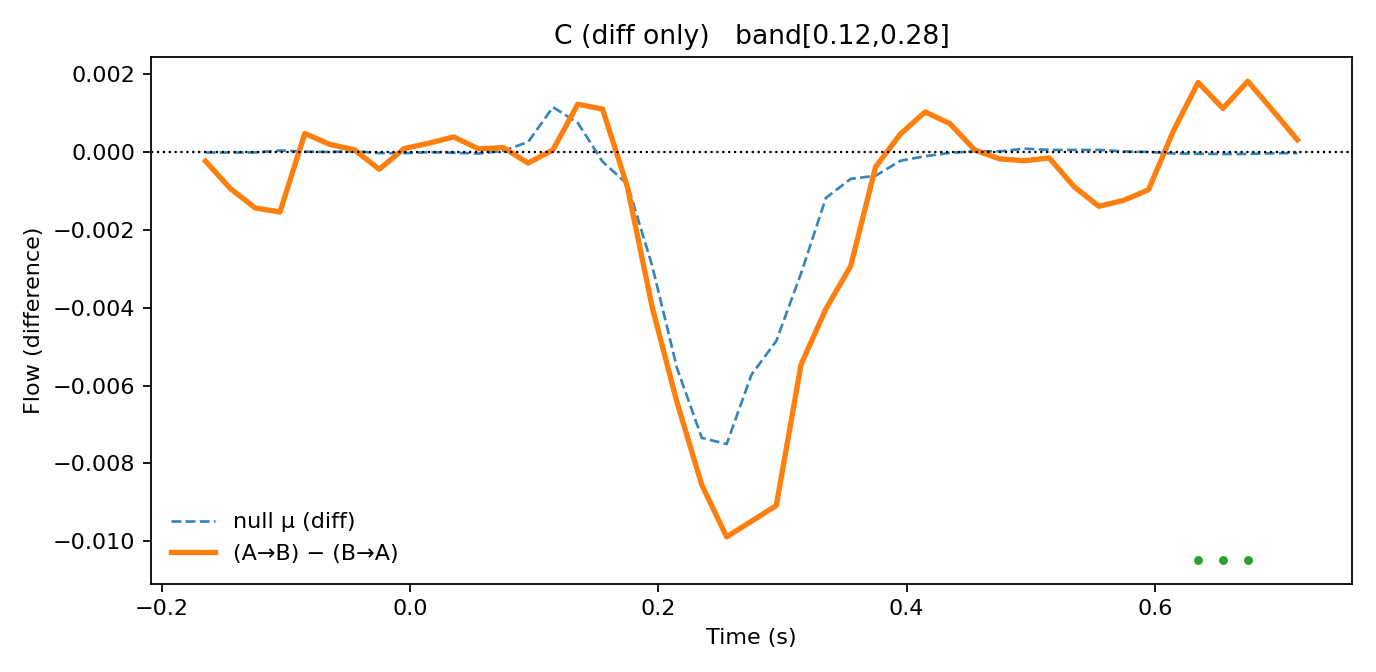 C (diff only)   band[0.12,0.28]
0.002
0.000
−0.002
−0.004
−0.006
−0.008
−0.010
Flow (difference)
null μ (diff)
(A→B) − (B→A)
−0.2
0.0
0.2
0.4
0.6
Time (s)